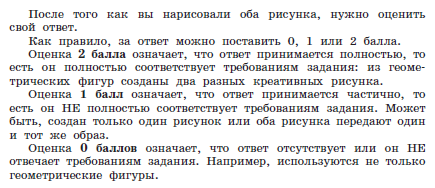 После того как вы нарисовали оба рисунка, нужно оценить
свой ответ.
Как правило, за ответ можно поставить 0, 1 или 2 балла.
Оценка 2 балла означает, что ответ принимается полностью, то
есть он полностью соответствует требованиям задания: из геоме-
трических фигур созданы два разных креативных рисунка.
Оценка 1 балл означает, что ответ принимается частично, то
есть он НЕ полностью соответствует требованиям задания. Может
быть, создан только один рисунок или оба рисунка передают один
и тот же образ.
Оценка 0 баллов означает, что ответ отсутствует или он НЕ
отвечает требованиям задания. Например, используются не только
геометрические фигуры.